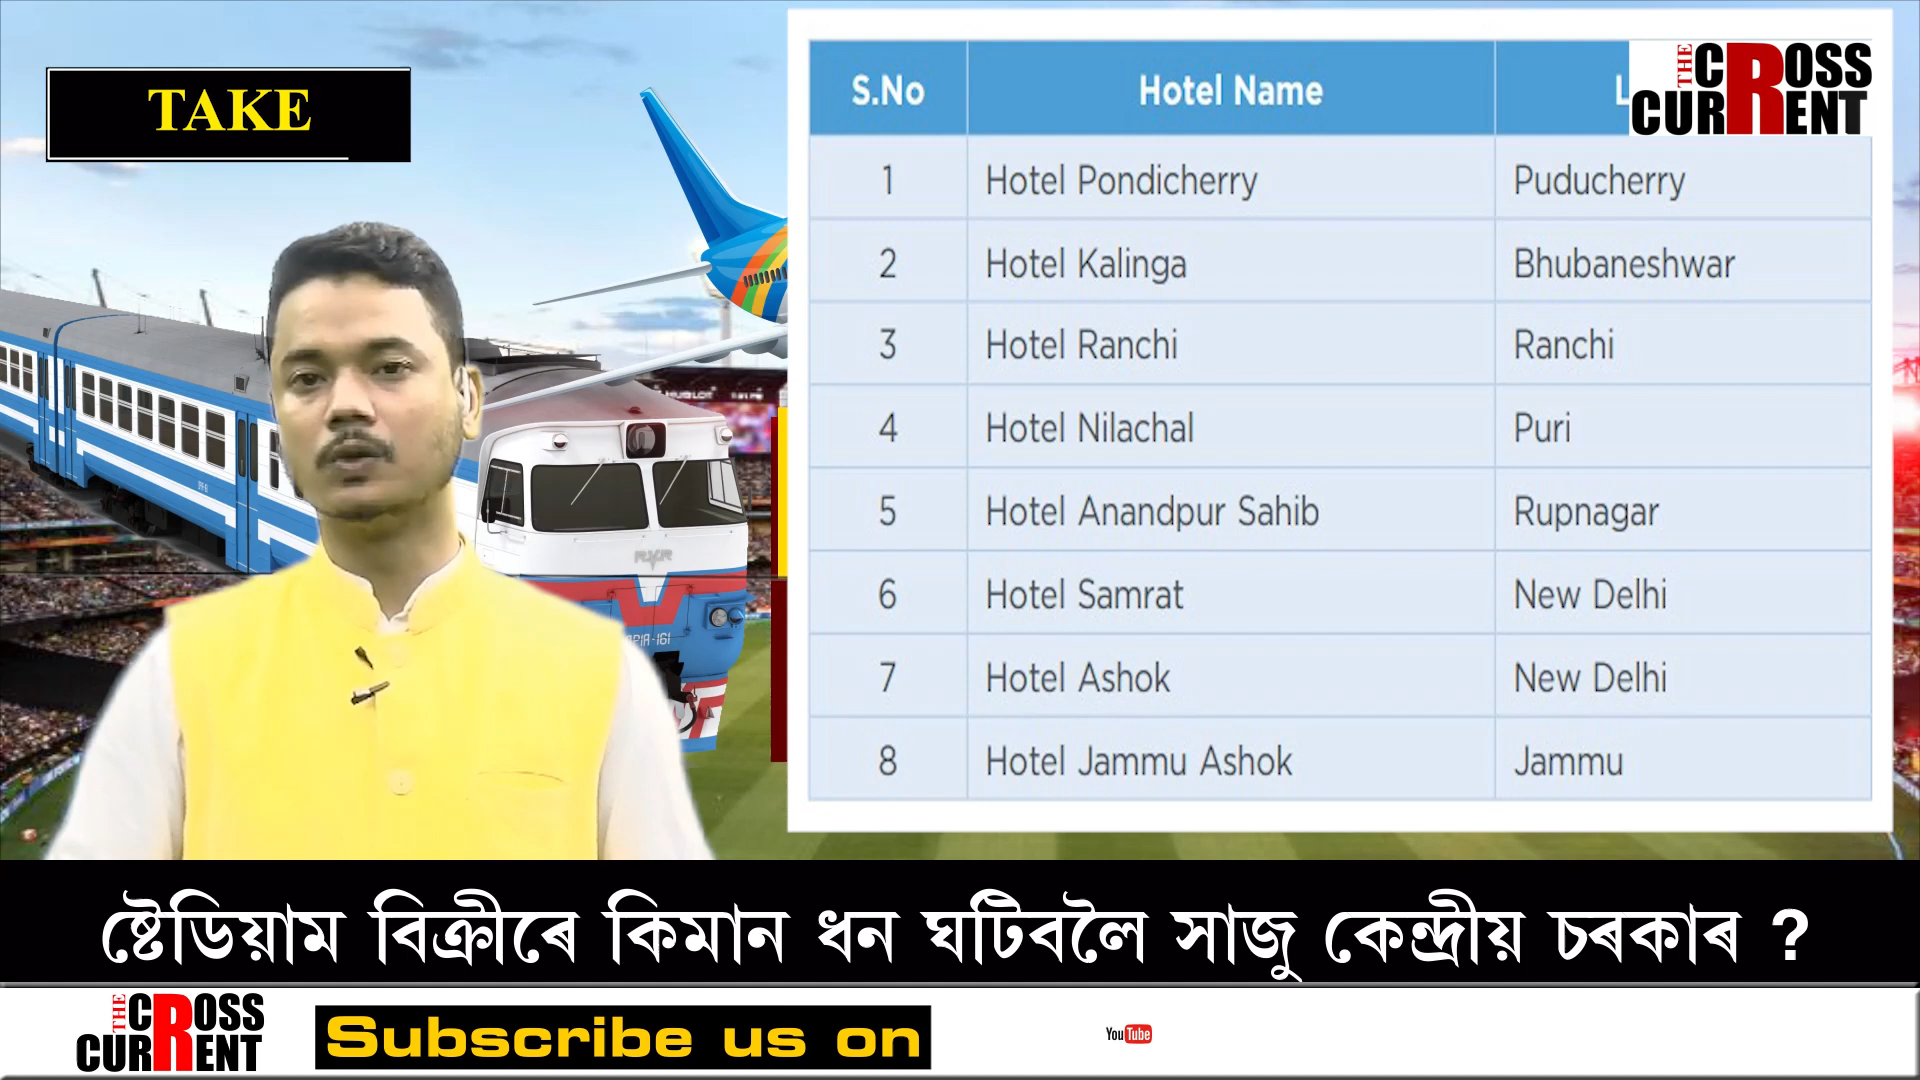 TAKE
S.No Hotel Name L
THE CROSS CURRENT
1 Hotel Pondicherry Puducherry
2 Hotel Kalinga Bhubaneshwar
3 Hotel Ranchi Ranchi
4 Hotel Nilachal Puri
5 Hotel Anandpur Sahib Rupnagar
6 Hotel Samrat New Delhi
7 Hotel Ashok New Delhi
8 Hotel Jammu Ashok Jammu
ষ্টেডিয়াম বিক্ৰীৰে কিমান ধন ঘটিবলৈ সাজু কেন্দ্ৰীয় চৰকাৰ ?
THE CROSS CURRENT
Subscribe us on
YouTube